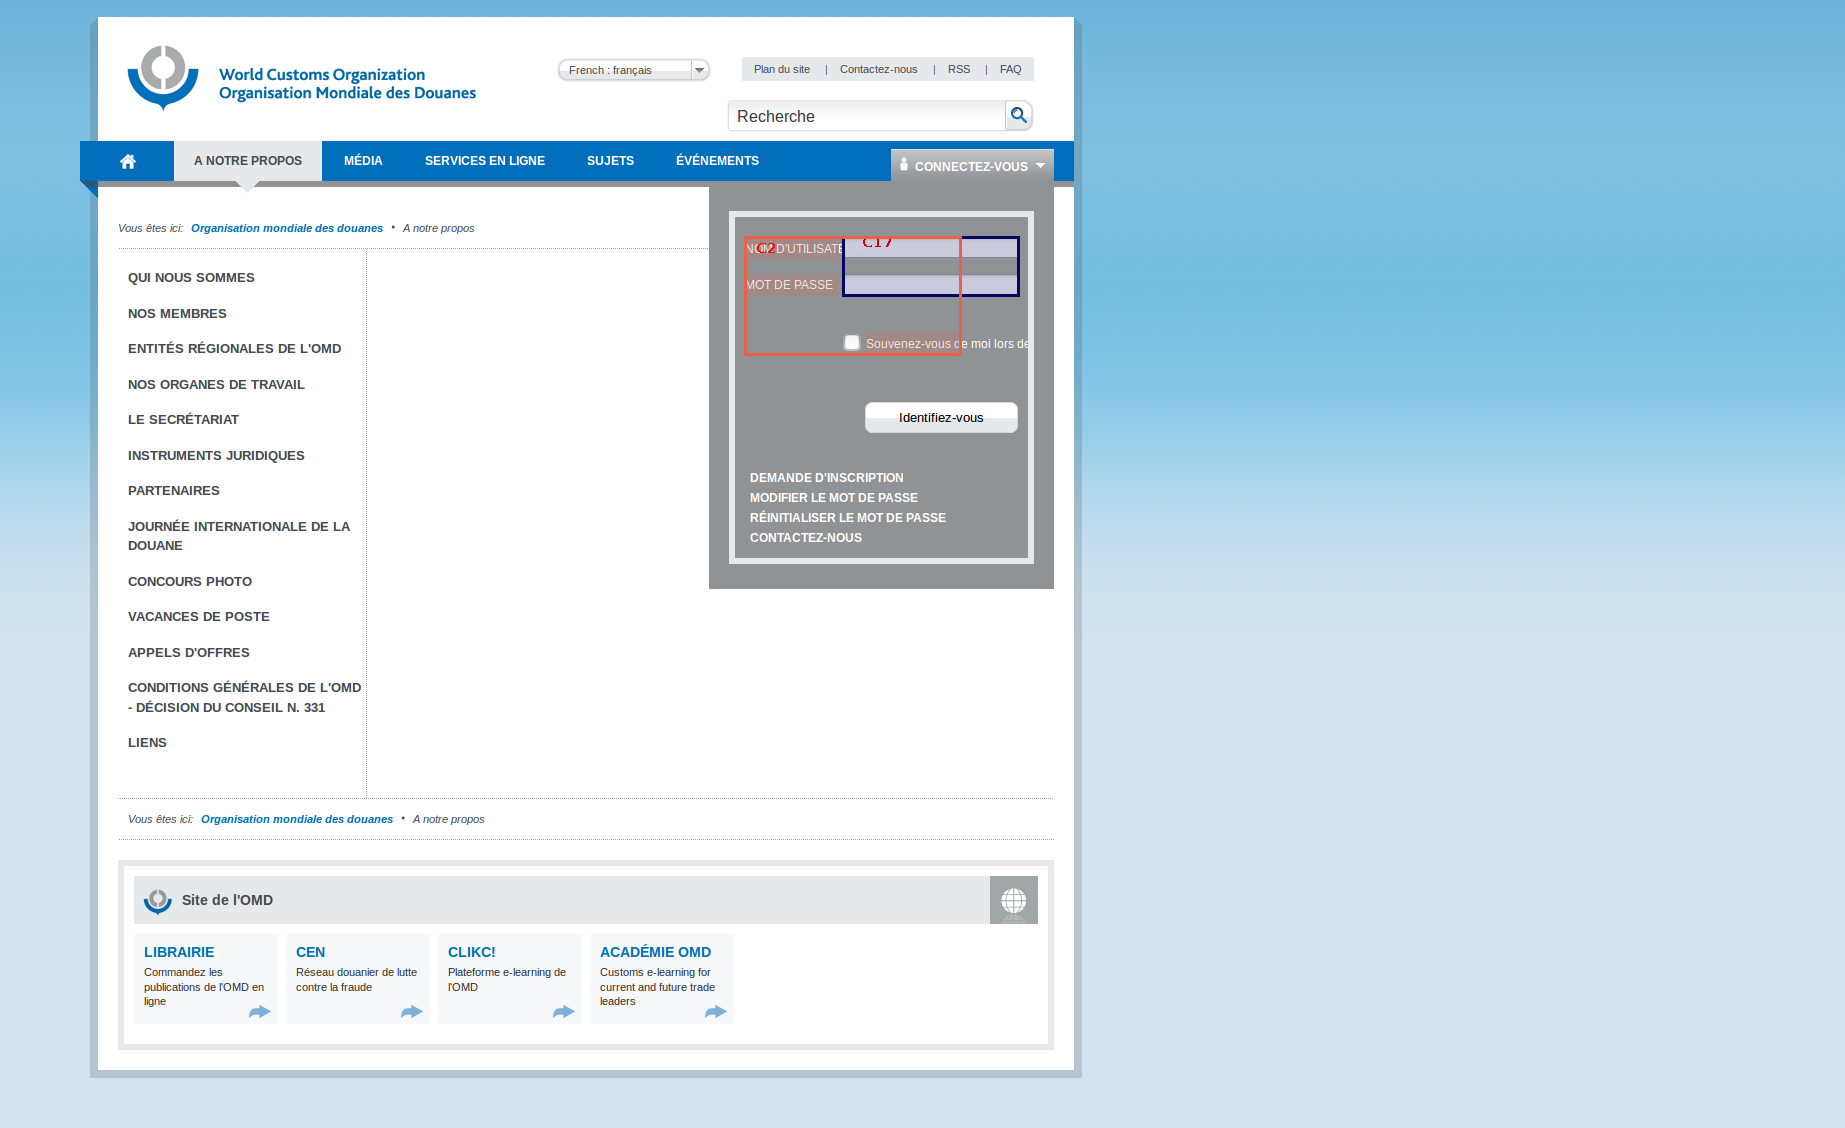 World Customs Organization
Organisation Mondiale des Douanes
French : français
Plan du site | Contactez-nous | RSS | FAQ
Recherche
A NOTRE PROPOS
MÉDIA
SERVICES EN LIGNE
SUJETS
ÉVÉNEMENTS
CONNECTEZ-VOUS
Vous êtes ici: Organisation mondiale des douanes • A notre propos
QUI NOUS SOMMES
NOS MEMBRES
ENTITÉS RÉGIONALES DE L'OMD
NOS ORGANES DE TRAVAIL
LE SECRÉTARIAT
INSTRUMENTS JURIDIQUES
PARTENAIRES
JOURNÉE INTERNATIONALE DE LA
DOUANE
CONCOURS PHOTO
VACANCES DE POSTE
APPELS D'OFFRES
CONDITIONS GÉNÉRALES DE L'OMD
- DÉCISION DU CONSEIL N. 331
LIENS
C2
C17
NOM D'UTILISATE
MOT DE PASSE
Souvenez-vous de moi lors de
Identifiez-vous
DEMANDE D'INSCRIPTION
MODIFIER LE MOT DE PASSE
RÉINITIALISER LE MOT DE PASSE
CONTACTEZ-NOUS
Vous êtes ici: Organisation mondiale des douanes • A notre propos
Site de l'OMD
LIBRAIRIE
Commandez les
publications de l'OMD en
ligne
CEN
Réseau douanier de lutte
contre la fraude
CLIKC!
Plateforme e-learning de
l'OMD
ACADÉMIE OMD
Customs e-learning for
current and future trade
leaders